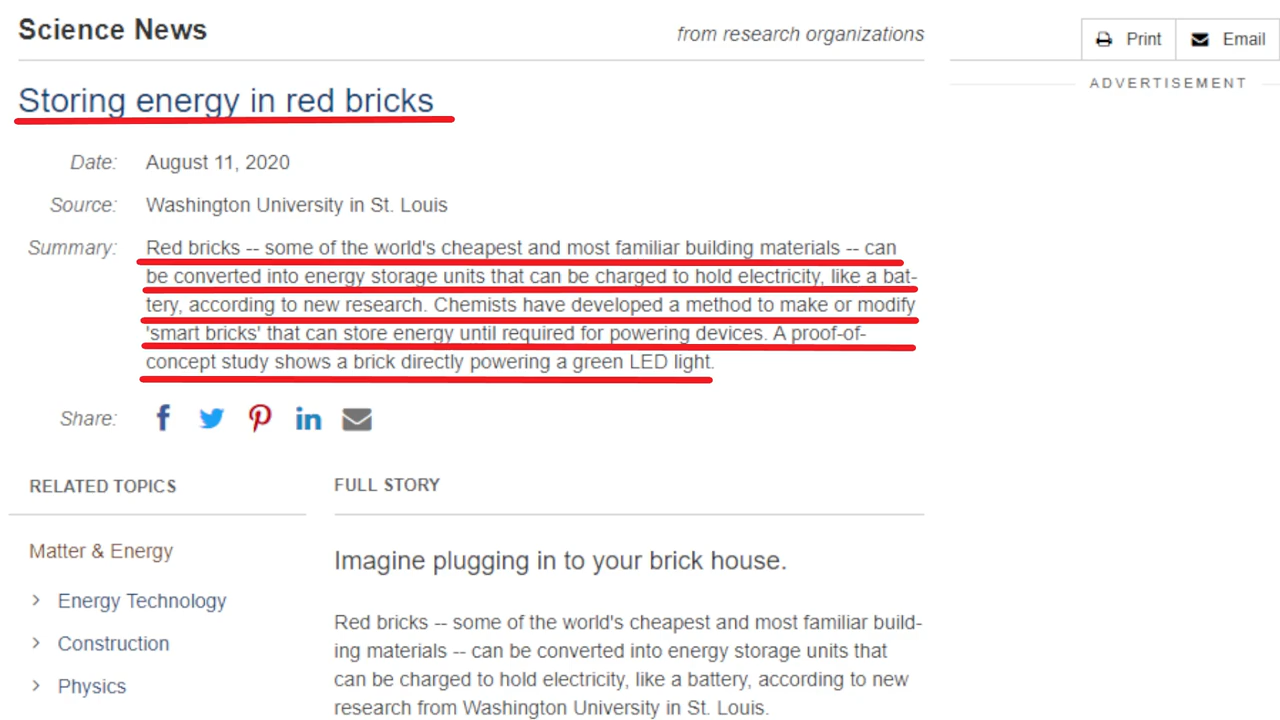 Science News
from research organizations
Print
Email
ADVERTISEMENT
Storing energy in red bricks
Date: August 11, 2020
Source: Washington University in St. Louis
Summary: Red bricks -- some of the world's cheapest and most familiar building materials -- can
be converted into energy storage units that can be charged to hold electricity, like a bat-
tery, according to new research. Chemists have developed a method to make or modify
'smart bricks' that can store energy until required for powering devices. A proof-of-
concept study shows a brick directly powering a green LED light.
Share:
RELATED TOPICS
Matter & Energy
Energy Technology
Construction
Physics
FULL STORY
Imagine plugging in to your brick house.
Red bricks -- some of the world's cheapest and most familiar build-
ing materials -- can be converted into energy storage units that
can be charged to hold electricity, like a battery, according to new
research from Washington University in St. Louis.